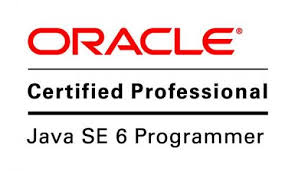 ORACLE®
Certified Professional
Java SE 6 Programmer